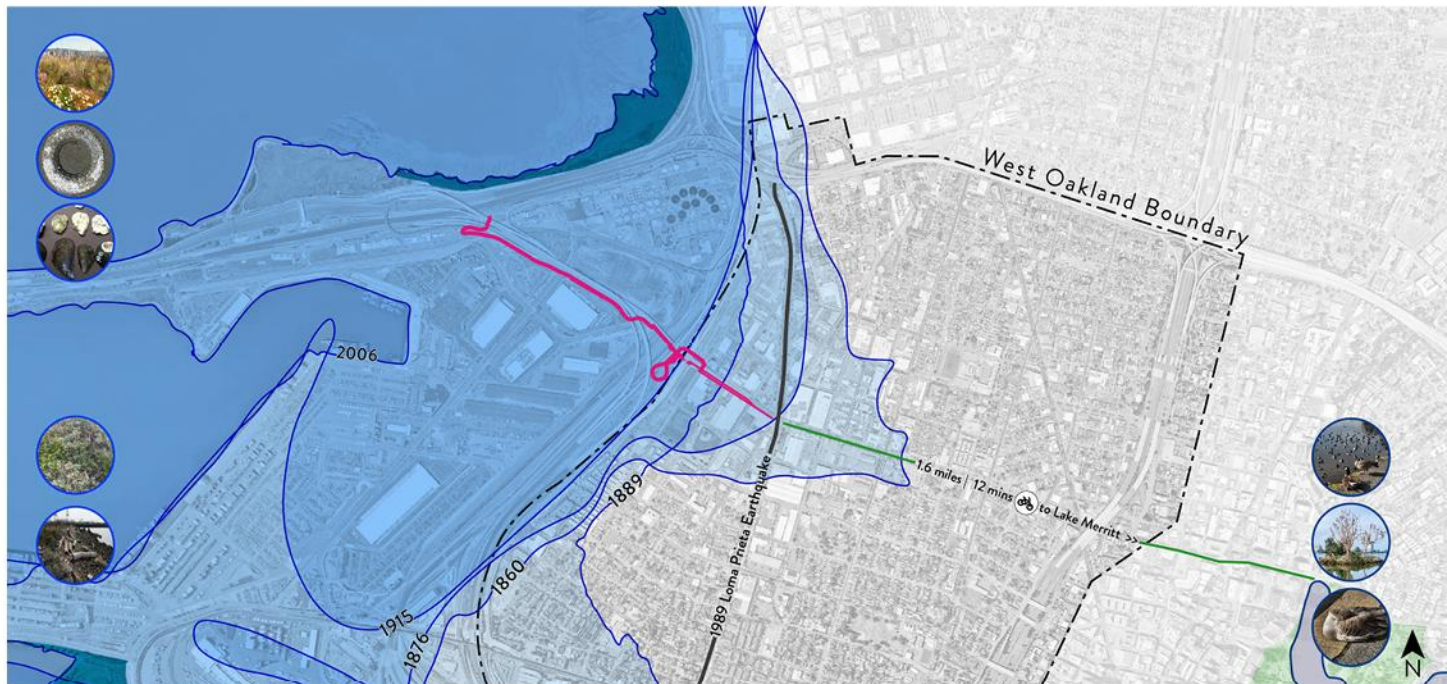 West Oakland Boundary
2006
1889
1.6 miles | 12 mins to Lake Merritt >>
1860
1989 Loma Prieta Earthquake
1915
1876
N